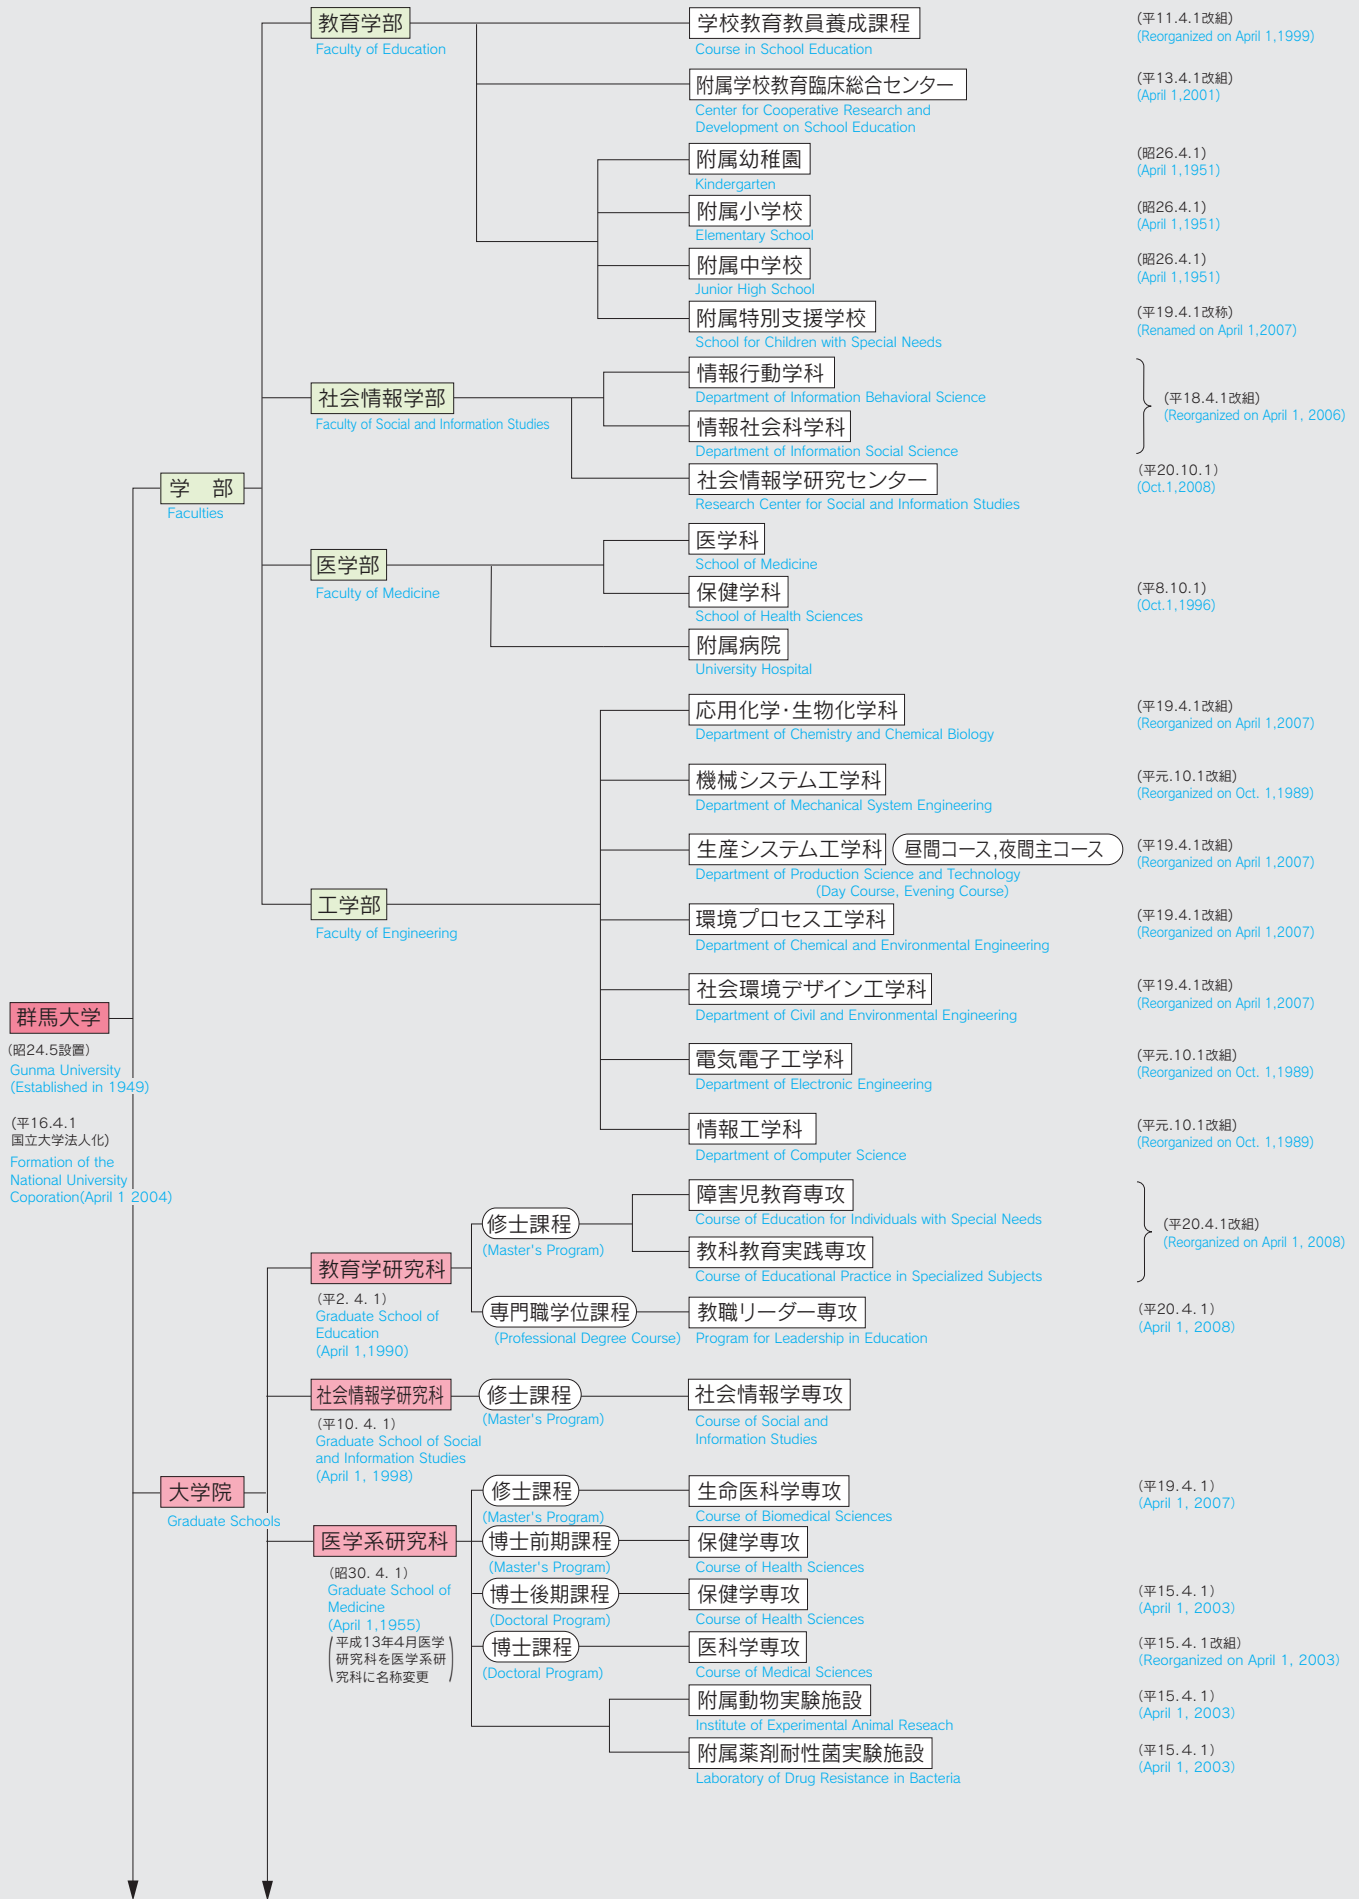 教育学部
Faculty of Education
学校教育教員養成課程
Course in School Education
(平11.4.1改組)
(Reorganized on April 1,1999)
附属学校教育臨床総合センター
Center for Cooperative Research and
Development on School Education
(平13.4.1改組)
(April 1,2001)
附属幼稚園
Kindergarten
(昭26.4.1)
(April 1,1951)
附属小学校
Elementary School
(昭26.4.1)
(April 1,1951)
附属中学校
Junior High School
(昭26.4.1)
(April 1,1951)
附属特別支援学校
School for Children with Special Needs
(平19.4.1改称)
(Renamed on April 1,2007)
社会情報学部
Faculty of Social and Information Studies
情報行動学科
Department of Information Behavioral Science
情報社会科学科
Department of Information Social Science
(平18.4.1改組)
(Reorganized on April 1, 2006)
社会情報学研究センター
Research Center for Social and Information Studies
(平20.10.1)
(Oct.1,2008)
学 部
Faculties
医学部
Faculty of Medicine
医学科
School of Medicine
保健学科
School of Health Sciences
(平8.10.1)
(Oct.1,1996)
附属病院
University Hospital
応用化学・生物化学科
Department of Chemistry and Chemical Biology
(平19.4.1改組)
(Reorganized on April 1,2007)
機械システム工学科
Department of Mechanical System Engineering
(平元.10.1改組)
(Reorganized on Oct. 1,1989)
生産システム工学科 昼間コース,夜間主コース
Department of Production Science and Technology
(Day Course, Evening Course)
(平19.4.1改組)
(Reorganized on April 1,2007)
工学部
Faculty of Engineering
環境プロセス工学科
Department of Chemical and Environmental Engineering
(平19.4.1改組)
(Reorganized on April 1,2007)
社会環境デザイン工学科
Department of Civil and Environmental Engineering
(平19.4.1改組)
(Reorganized on April 1,2007)
電気電子工学科
Department of Electronic Engineering
(平元.10.1改組)
(Reorganized on Oct. 1,1989)
情報工学科
Department of Computer Science
(平元.10.1改組)
(Reorganized on Oct. 1,1989)
群馬大学
(昭24.5設置)
Gunma University
(Established in 1949)
(平16.4.1
国立大学法人化)
Formation of the
National University
Coporation(April 1 2004)
教育学研究科
(平2. 4. 1)
Graduate School of
Education
(April 1,1990)
修士課程
(Master's Program)
障害児教育専攻
Course of Education for Individuals with Special Needs
教科教育実践専攻
Course of Educational Practice in Specialized Subjects
(平20.4.1改組)
(Reorganized on April 1, 2008)
専門職学位課程
(Professional Degree Course)
教職リーダー専攻
Program for Leadership in Education
(平20.4.1)
(April 1, 2008)
社会情報学研究科
(平10. 4. 1)
Graduate School of Social
and Information Studies
(April 1, 1998)
修士課程
(Master's Program)
社会情報学専攻
Course of Social and
Information Studies
大学院
Graduate Schools
医学系研究科
(昭30. 4. 1)
Graduate School of
Medicine
(April 1,1955)
(平成13年4月医学
研究科を医学系研
究科に名称変更)
修士課程
(Master's Program)
生命医科学専攻
Course of Biomedical Sciences
(平19.4. 1)
(April 1, 2007)
博士前期課程
(Master's Program)
保健学専攻
Course of Health Sciences
博士後期課程
(Doctoral Program)
保健学専攻
Course of Health Sciences
(平15.4. 1)
(April 1, 2003)
博士課程
(Doctoral Program)
医科学専攻
Course of Medical Sciences
(平15.4. 1改組)
(Reorganized on April 1, 2003)
附属動物実験施設
Institute of Experimental Animal Reseach
(平15.4. 1)
(April 1, 2003)
附属薬剤耐性菌実験施設
Laboratory of Drug Resistance in Bacteria
(平15.4. 1)
(April 1, 2003)